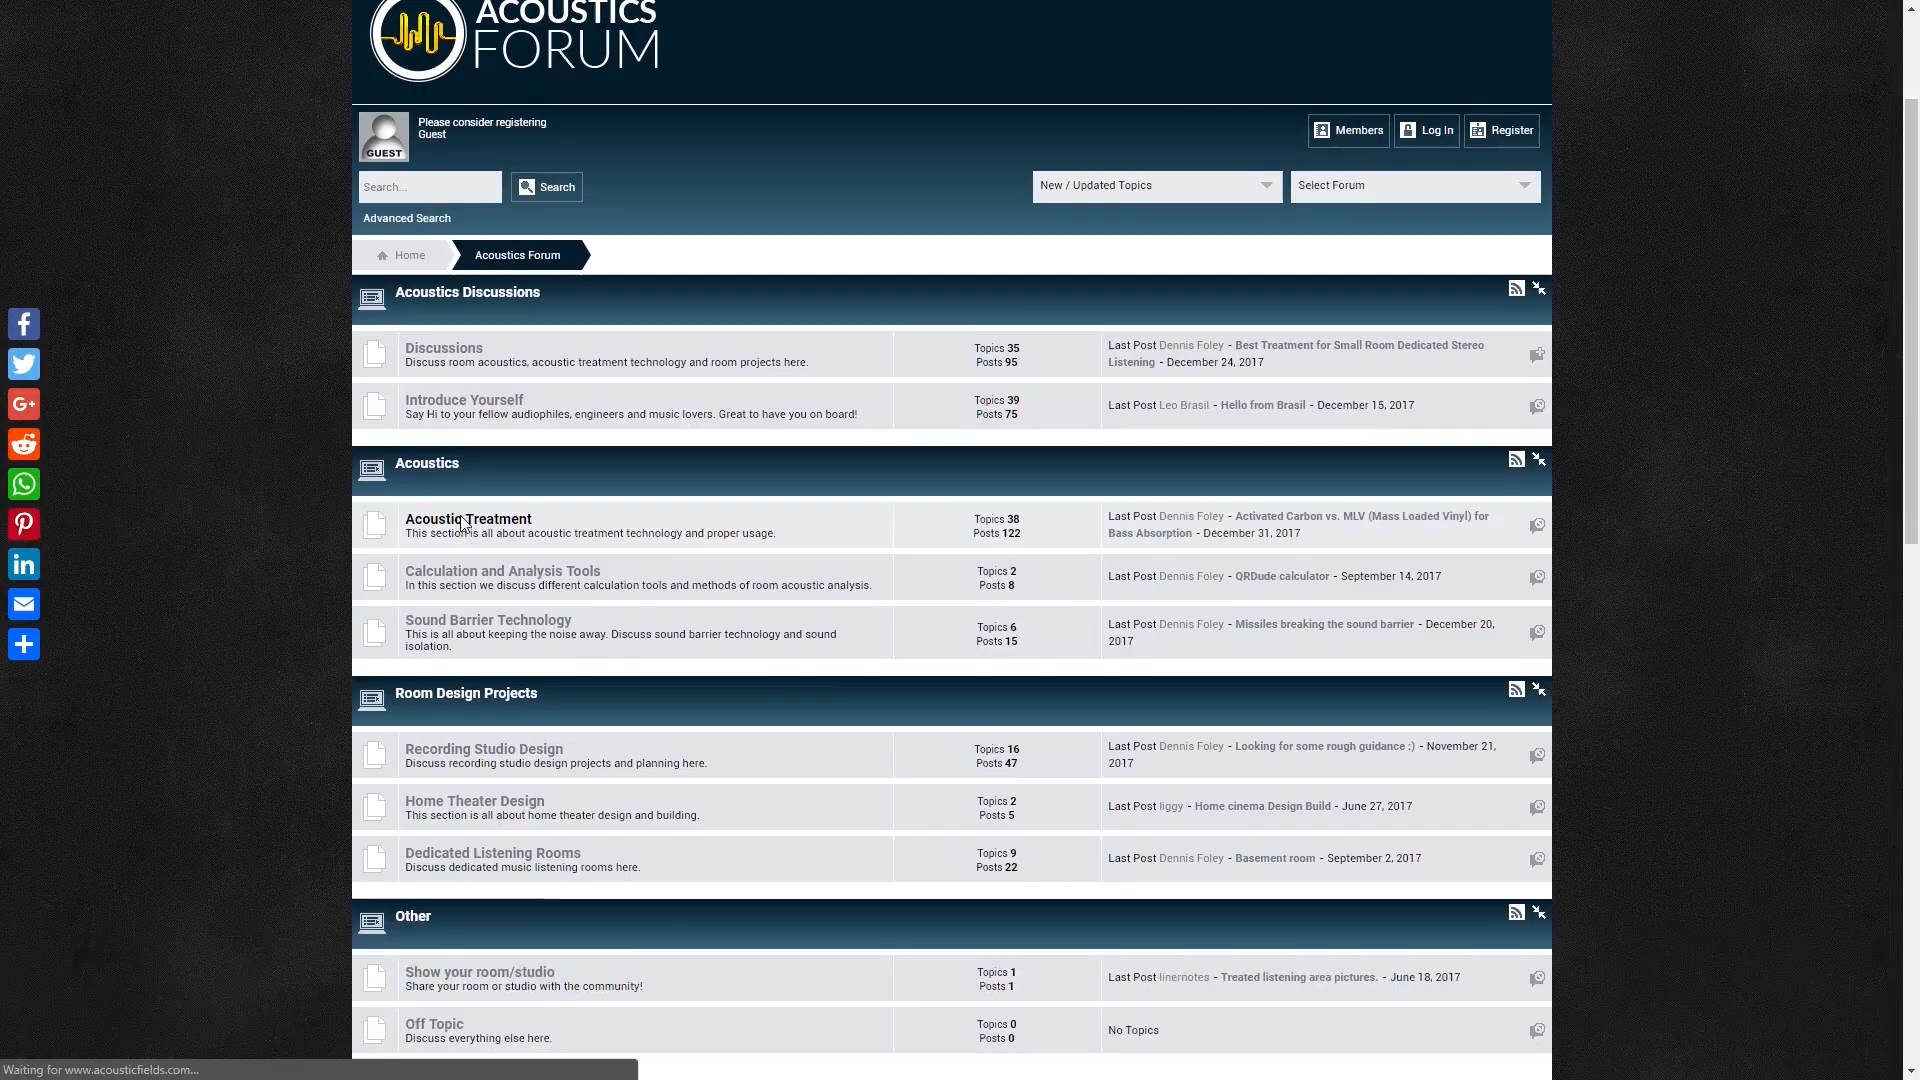 ACOUSTICS
FORUM
Please consider registering
Guest
GUEST
Members
Log In
Register
Search...
Search
New / Updated Topics
Select Forum
Advanced Search
Home
Acoustics Forum
Acoustics Discussions
Discussions
Discuss room acoustics, acoustic treatment technology and room projects here.
Topics 35
Posts 95
Last Post Dennis Foley - Best Treatment for Small Room Dedicated Stereo
Listening - December 24, 2017
Introduce Yourself
Say Hi to your fellow audiophiles, engineers and music lovers. Great to have you on board!
Topics 39
Posts 75
Last Post Leo Brasil - Hello from Brasil - December 15, 2017
Acoustics
Acoustic Treatment
This section is all about acoustic treatment technology and proper usage.
Topics 38
Posts 122
Last Post Dennis Foley - Activated Carbon vs. MLV (Mass Loaded Vinyl) for
Bass Absorption - December 31, 2017
Calculation and Analysis Tools
In this section we discuss different calculation tools and methods of room acoustic analysis.
Topics 2
Posts 8
Last Post Dennis Foley - QRDude calculator - September 14, 2017
Sound Barrier Technology
This is all about keeping the noise away. Discuss sound barrier technology and sound
isolation.
Topics 6
Posts 15
Last Post Dennis Foley - Missiles breaking the sound barrier - December 20,
2017
Room Design Projects
Recording Studio Design
Discuss recording studio design projects and planning here.
Topics 16
Posts 47
Last Post Dennis Foley - Looking for some rough guidance :) - November 21,
2017
Home Theater Design
This section is all about home theater design and building.
Topics 2
Posts 5
Last Post liggy - Home cinema Design Build - June 27, 2017
Dedicated Listening Rooms
Discuss dedicated music listening rooms here.
Topics 9
Posts 22
Last Post Dennis Foley - Basement room - September 2, 2017
Other
Show your room/studio
Share your room or studio with the community!
Topics 1
Posts 1
Last Post linernotes - Treated listening area pictures. - June 18, 2017
Off Topic
Discuss everything else here.
Topics 0
Posts 0
No Topics
Waiting for www.acousticfields.com...